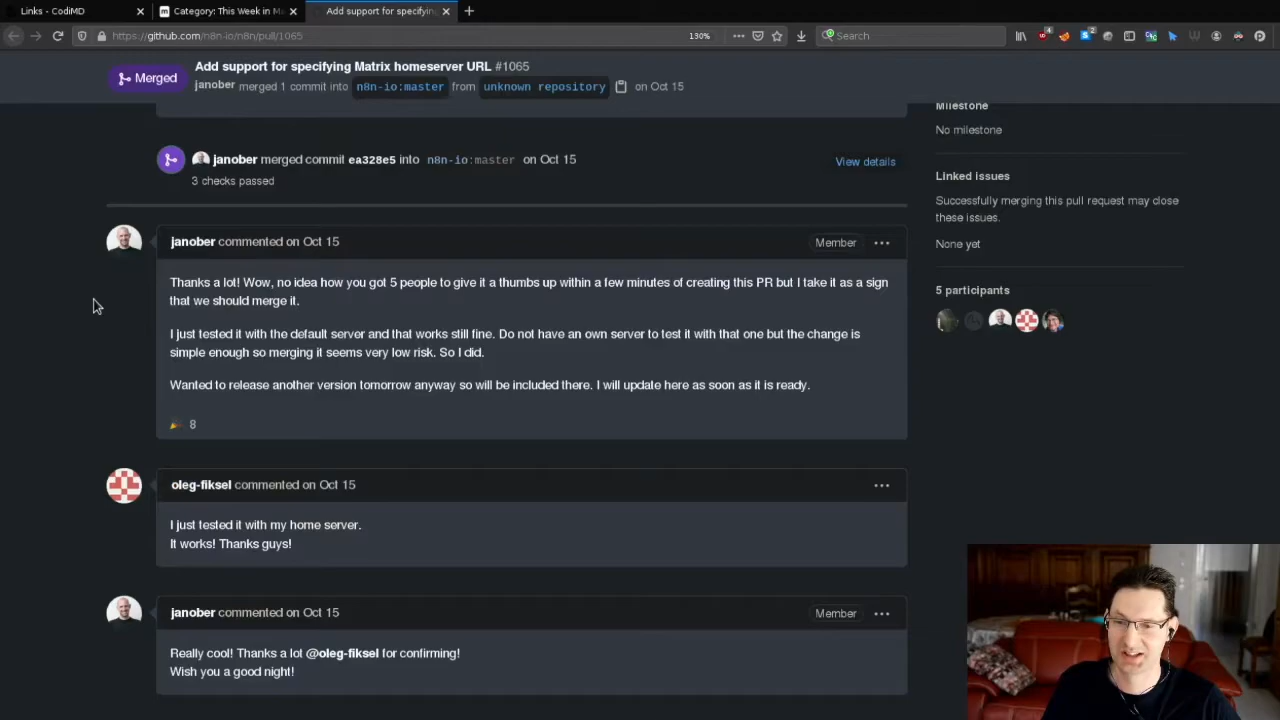 Links - CodiMD
Category: This Week in Ma
Add support for specifyin
https://github.com/n8n-io/n8n/pull/1065
130%
Search
Merged
Add support for specifying Matrix homeserver URL #1065
janober merged 1 commit into n8n-io:master from unknown repository on Oct 15
janober merged commit ea328e5 into n8n-io:master on Oct 15
View details
3 checks passed
janober commented on Oct 15
Member
Thanks a lot! Wow, no idea how you got 5 people to give it a thumbs up within a few minutes of creating this PR but I take it as a sign
that we should merge it.
I just tested it with the default server and that works still fine. Do not have an own server to test it with that one but the change is
simple enough so merging it seems very low risk. So I did.
Wanted to release another version tomorrow anyway so will be included there. I will update here as soon as it is ready.
8
oleg-fiksel commented on Oct 15
I just tested it with my home server.
It works! Thanks guys!
janober commented on Oct 15
Member
Really cool! Thanks a lot @oleg-fiksel for confirming!
Wish you a good night!
Milestone
No milestone
Linked issues
Successfully merging this pull request may close
these issues.
None yet
5 participants